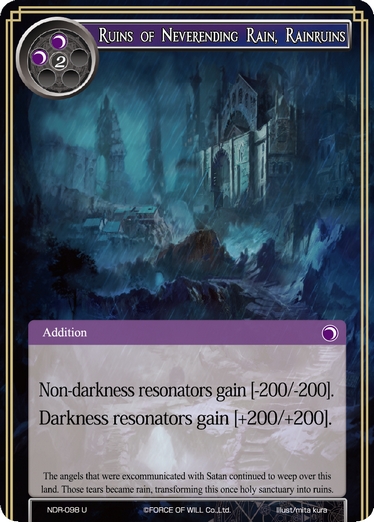 Ruins of Neverending Rain, Rainruins
2
Addition
Non-darkness resonators gain [-200/-200].
Darkness resonators gain [+200/+200].
The angels that were excommunicated with Satan continued to weep over this
land. Those tears became rain, transforming this once holy sanctuary into ruins.
NDR-098 U ©FORCE OF WILL Co.,Ltd. Illust/mita kura